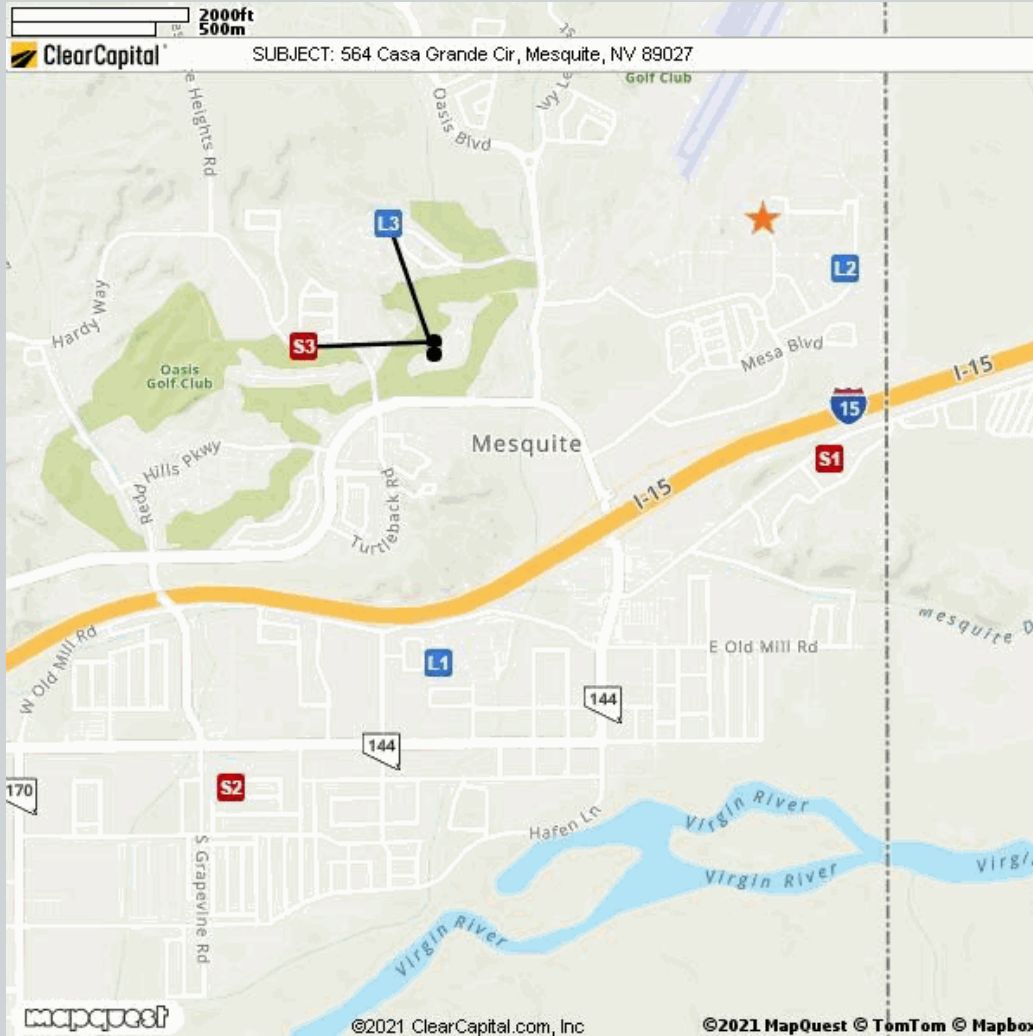 2000ft
500m
ClearCapital
SUBJECT: 564 Casa Grande Cir, Mesquite, NV 89027
Golf Club
Heights Rd
Oasis Blvd
L3
L2
Hardy Way
S3
Mesa Blvd
Oasis
Golf Club
I-15
15
Mesquite
S1
Hills Pkwy
I-15
Turtleback Rd
W Old Mill Rd
mesquite
L1
E Old Mill Rd
144
144
170
S2
Virgin River
Hafen Ln
Virgin River
S Grapevine Rd
Virgin River
mapquest
©2021 ClearCapital.com, Inc
©2021 MapQuest © TomTom © Mapbox